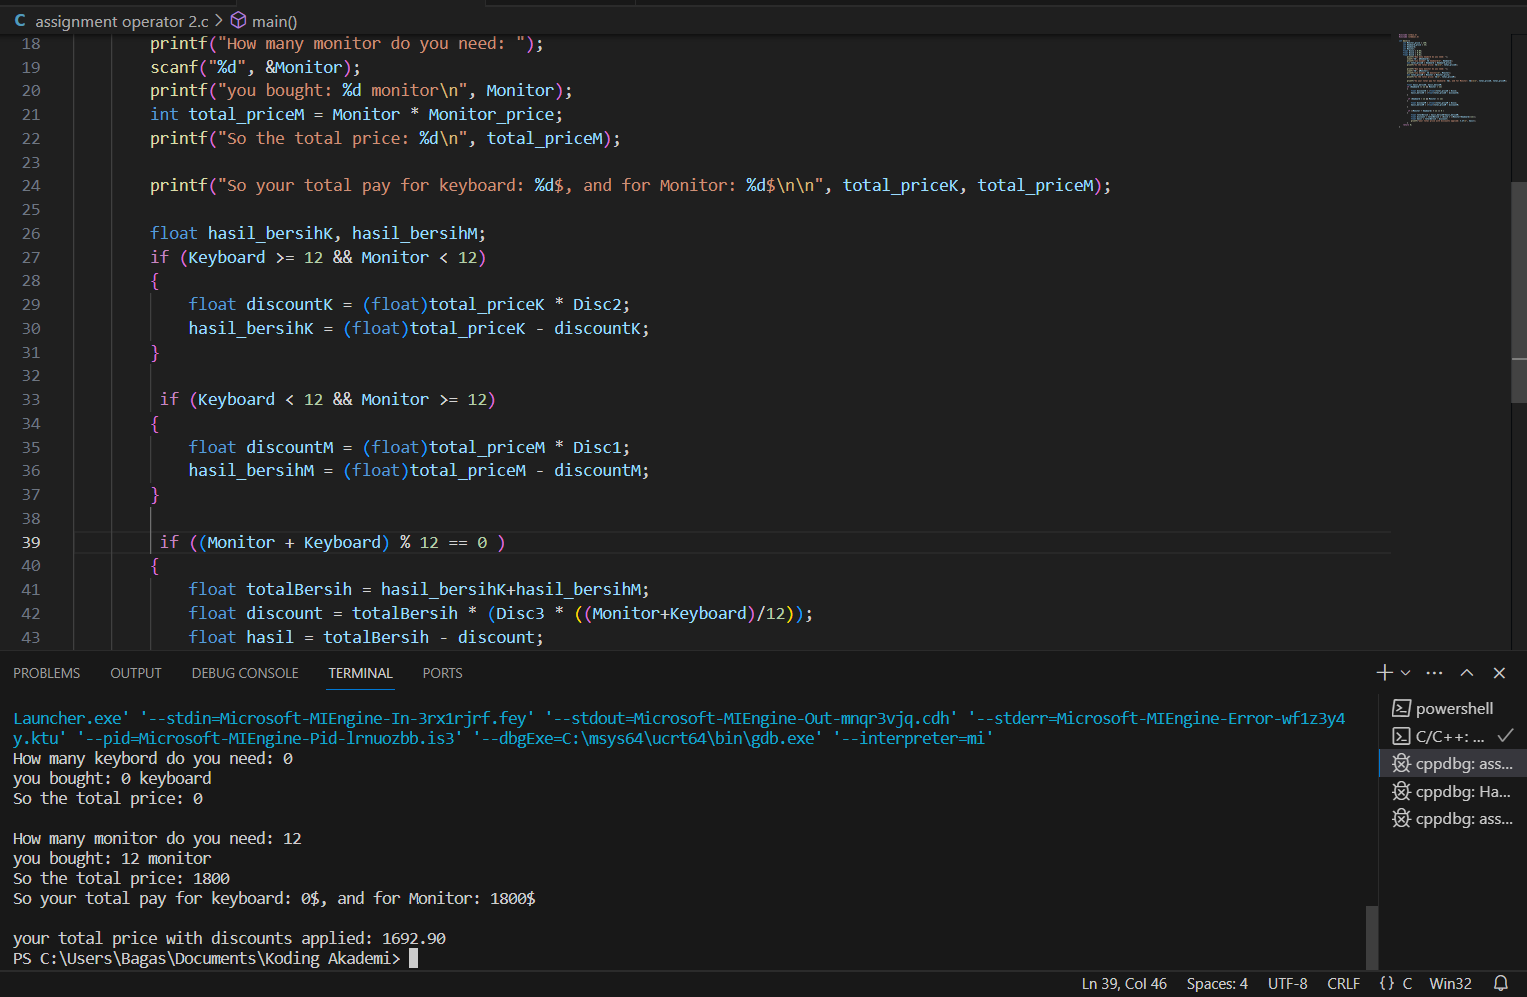 C assignment operator 2.c > main()
18 printf("How many monitor do you need: ");
19 scanf("%d", &Monitor);
20 printf("you bought: %d monitor\n", Monitor);
21 int total_priceM = Monitor * Monitor_price;
22 printf("So the total price: %d\n", total_priceM);
23
24 printf("So your total pay for keyboard: %d$, and for Monitor: %d$\n\n", total_priceK, total_priceM);
25
26 float hasil_bersihK, hasil_bersihM;
27 if (Keyboard >= 12 && Monitor < 12)
28 {
29 float discountK = (float)total_priceK * Disc2;
30 hasil_bersihK = (float)total_priceK - discountK;
31 }
32
33 if (Keyboard < 12 && Monitor >= 12)
34 {
35 float discountM = (float)total_priceM * Disc1;
36 hasil_bersihM = (float)total_priceM - discountM;
37 }
38
39 if ((Monitor + Keyboard) % 12 == 0 )
40 {
41 float totalBersih = hasil_bersihK+hasil_bersihM;
42 float discount = totalBersih * (Disc3 * ((Monitor+Keyboard)/12));
43 float hasil = totalBersih - discount;
PROBLEMS OUTPUT DEBUG CONSOLE TERMINAL PORTS
Launcher.exe' '--stdin=Microsoft-MIEngine-In-3rx1rjrf.fey' '--stdout=Microsoft-MIEngine-Out-mnqr3vjq.cdh' '--stderr=Microsoft-MIEngine-Error-wf1z3y4
y.ktu' '--pid=Microsoft-MIEngine-Pid-lrnuozbb.is3' '--dbgExe=C:\msys64\ucrt64\bin\gdb.exe' '--interpreter=mi'
How many keybord do you need: 0
you bought: 0 keyboard
So the total price: 0
How many monitor do you need: 12
you bought: 12 monitor
So the total price: 1800
So your total pay for keyboard: 0$, and for Monitor: 1800$
your total price with discounts applied: 1692.90
PS C:\Users\Bagas\Documents\Koding Akademi>
powershell
C/C++: ...
cppdbg: ass...
cppdbg: Ha...
cppdbg: ass...
Ln 39, Col 46 Spaces: 4 UTF-8 CRLF {} C Win32